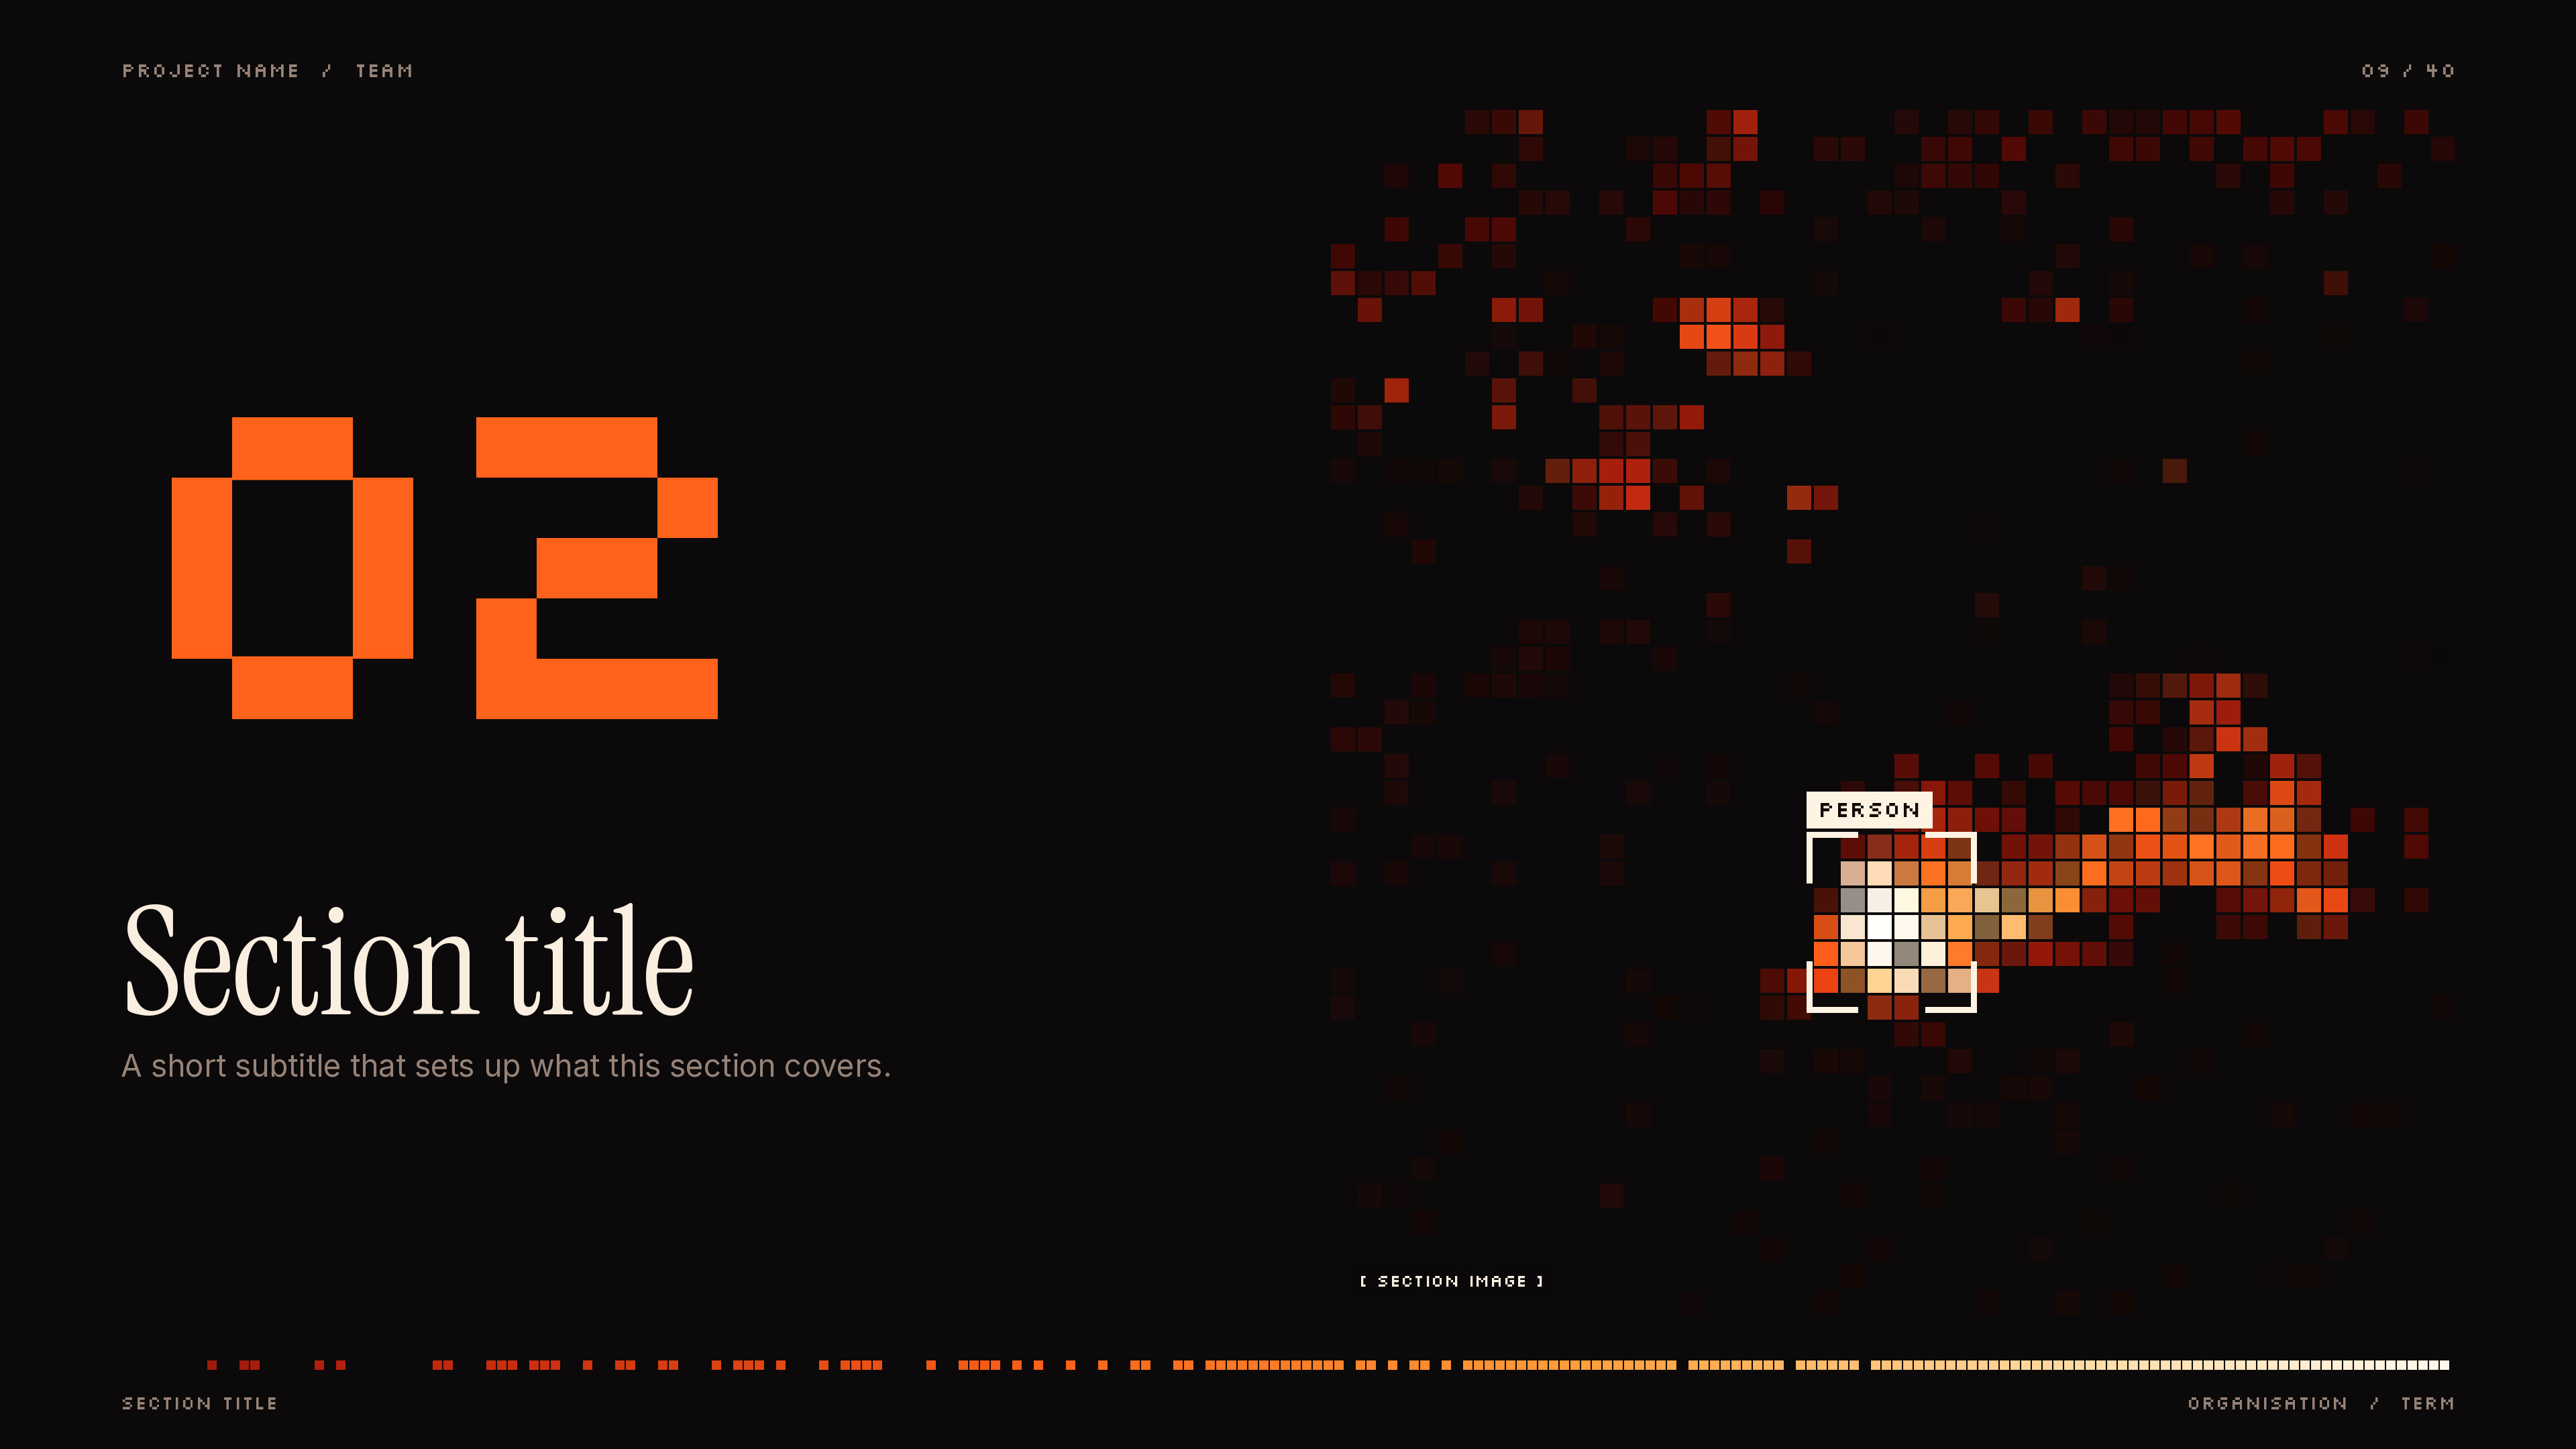 PROJECT NAME / TEAM
09 / 40
02
Section title
A short subtitle that sets up what this section covers.
PERSON
[ SECTION IMAGE ]
SECTION TITLE
ORGANISATION / TERM